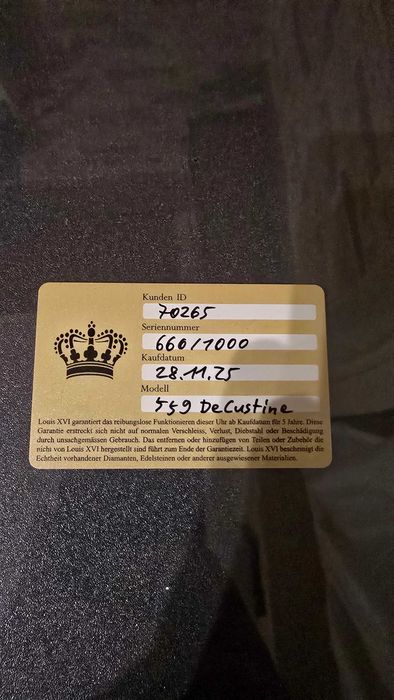 Kunden ID
70265
Seriennummer
660/1000
Kaufdatum
28.11.25
Modell
559 DeCustine
Louis XVI garantiert das reibungslose Funktionieren dieser Uhr ab Kaufdatum für 5 Jahre. Diese
Garantie erstreckt sich nicht auf normalen Verschleiss, Verlust, Diebstahl oder Beschädigung
durch unsachgemässen Gebrauch. Das entfernen oder hinzufügen von Teilen oder Zubehör die
nicht von Louis XVI hergestellt sind führt zum Ende der Garantiezeit. Louis XVI bescheinigt die
Echtheit vorhandener Diamanten, Edelsteinen oder anderer ausgewiesener Materialien.